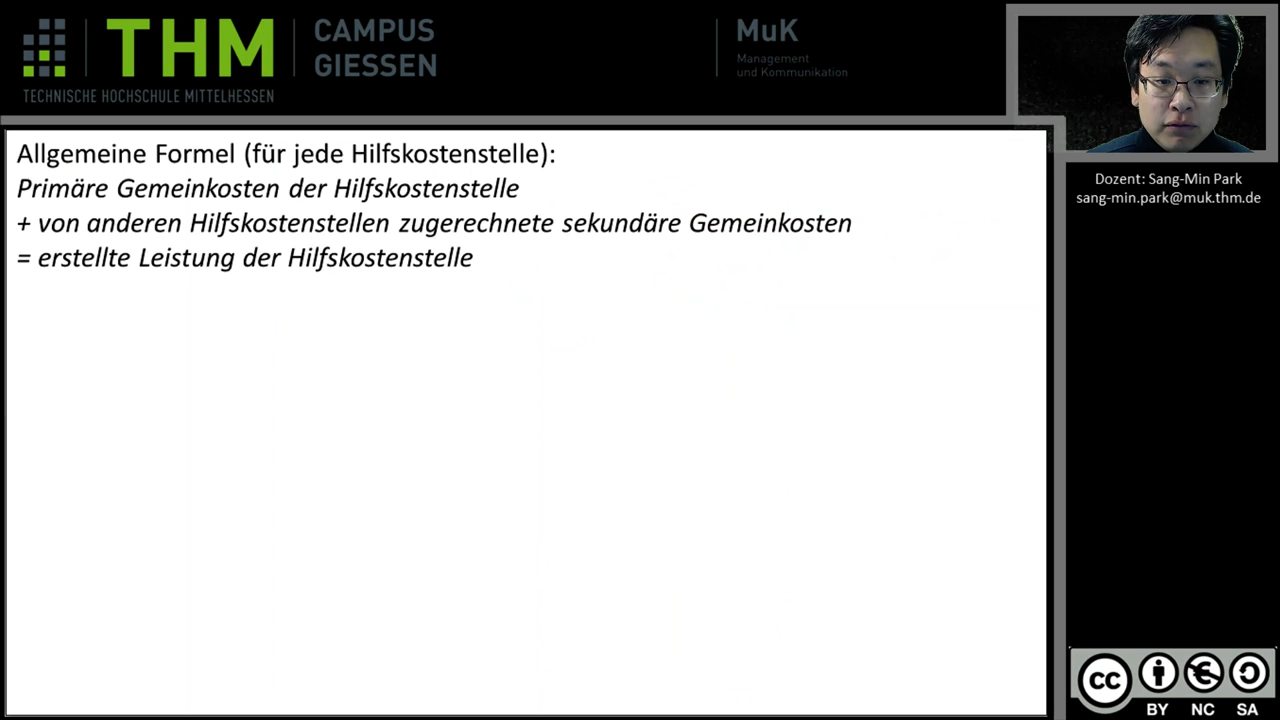 THM
CAMPUS
GIESSEN
TECHNISCHE HOCHSCHULE MITTELHESSEN
MuK
Management
und Kommunikation
Allgemeine Formel (für jede Hilfskostenstelle):
Primäre Gemeinkosten der Hilfskostenstelle
+ von anderen Hilfskostenstellen zugerechnete sekundäre Gemeinkosten
= erstellte Leistung der Hilfskostenstelle
Dozent: Sang-Min Park
sang-min.park@muk.thm.de
cc
BY NC SA